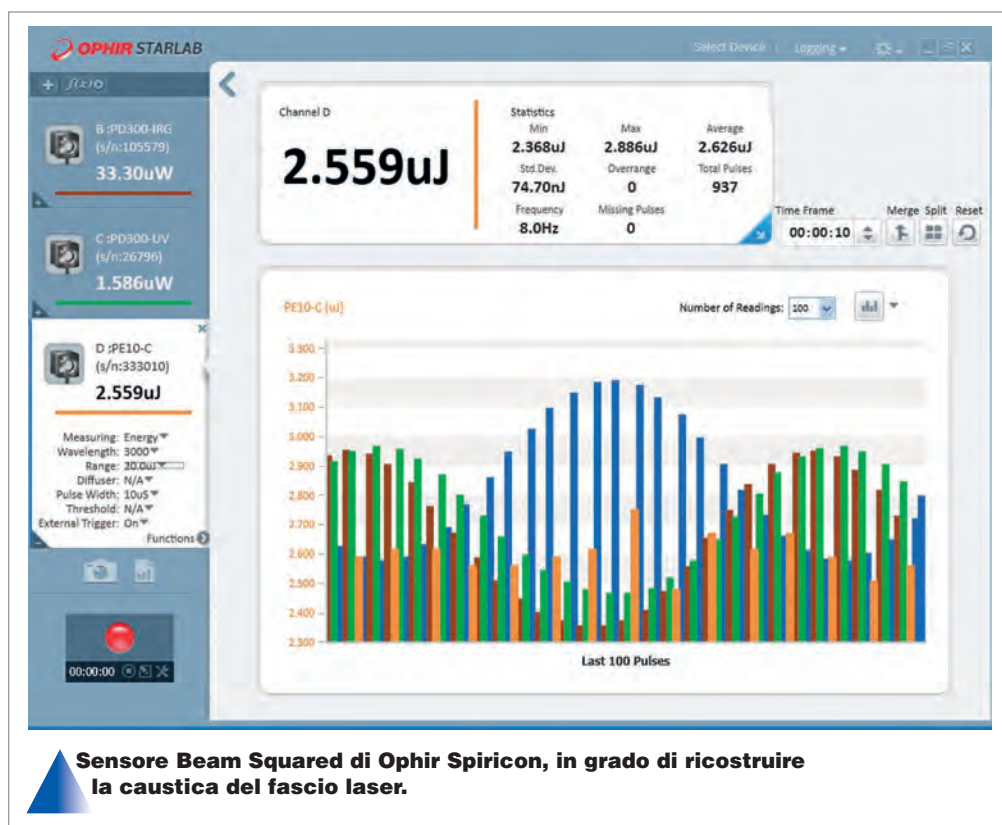 OPHIR STARLAB
Select Device Logging
+ f(x)
B :PD300-IRG
(s/n:105579)
33.30uW
C :PD300-UV
(s/n:26796)
1.586uW
D :PE10-C
(s/n:333010)
2.559uJ
Measuring: Energy
Wavelength: 3000
Range: 20.0uJ
Diffuser: N/A
Pulse Width: 10uS
Threshold: N/A
External Trigger: On
Functions
00:00:00
Channel D
2.559uJ
Statistics
Min Max Average
2.368uJ 2.886uJ 2.626uJ
Std.Dev. Overrange Total Pulses
74.70nJ 0 937
Frequency Missing Pulses
8.0Hz 0
Time Frame Merge Split Reset
00:00:10
PE10-C (uJ)
Number of Readings: 100
3.300
3.200
3.100
3.000
2.900
2.800
2.700
2.600
2.500
2.400
2.300
Last 100 Pulses
Sensore Beam Squared di Ophir Spiricon, in grado di ricostruire
la caustica del fascio laser.